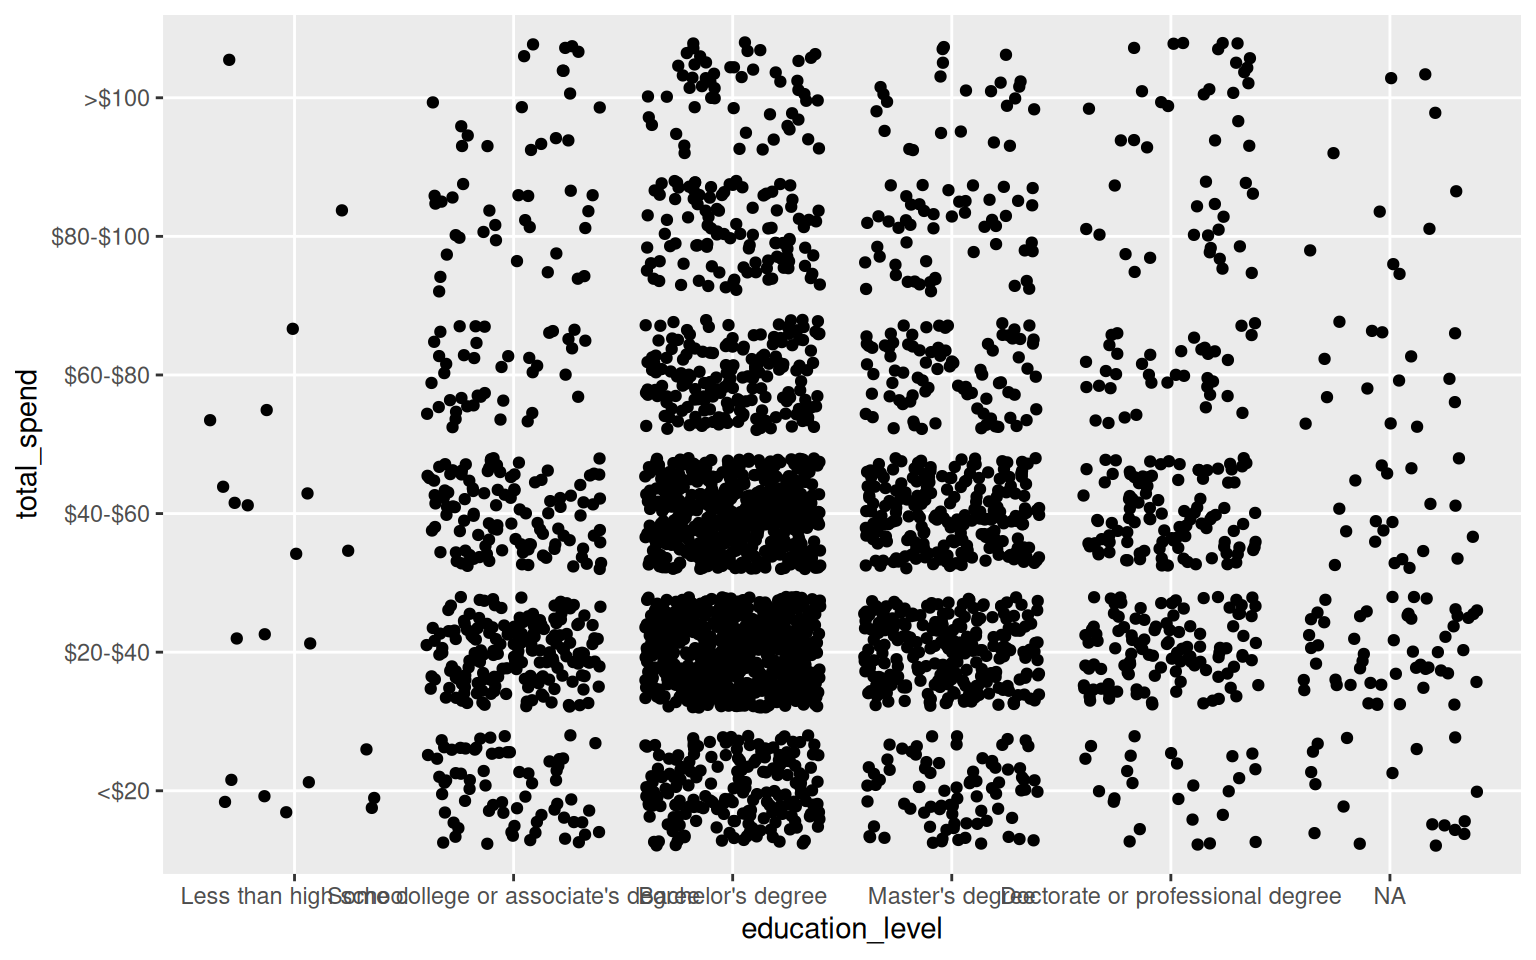 total_spend
>$100
$80-$100
$60-$80
$40-$60
$20-$40
<$20
Less than high school
Some college or associate's degree
Bachelor's degree
Master's degree
Doctorate or professional degree
NA
education_level